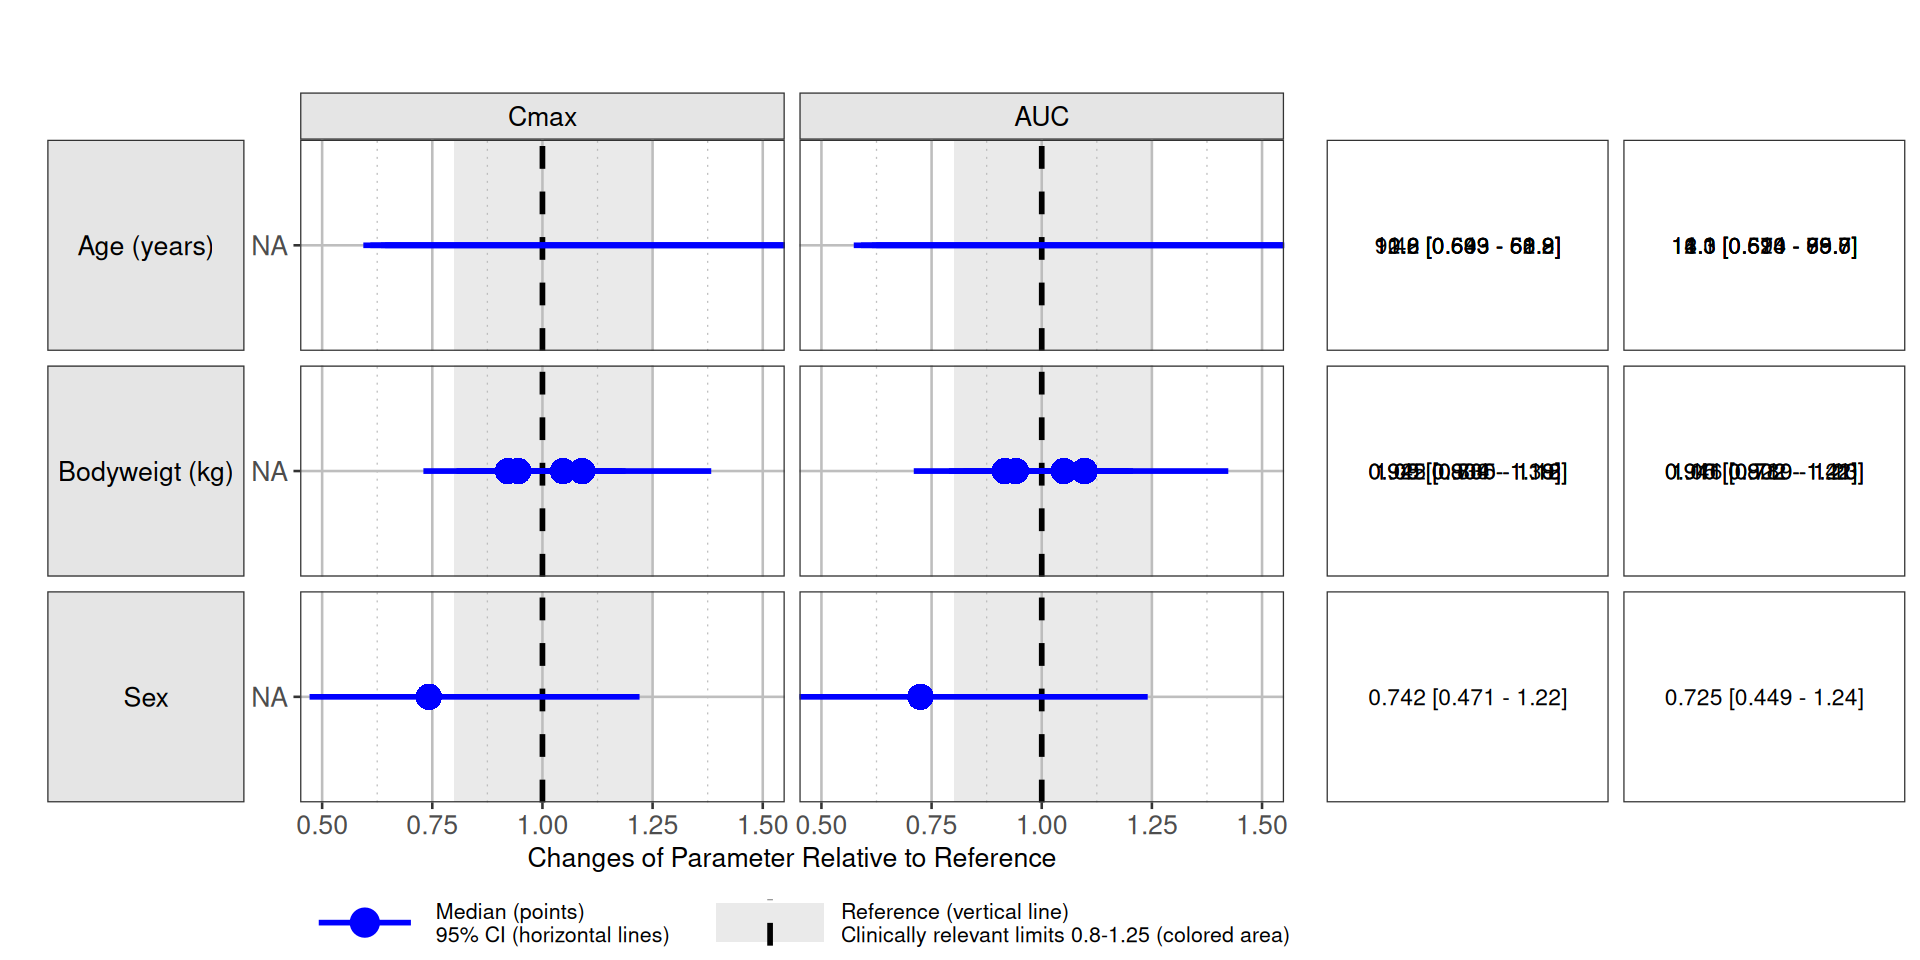 Cmax AUC
Age (years) NA
Bodyweigt (kg) NA
Sex NA 0.742 [0.471 - 1.22] 0.725 [0.449 - 1.24]
0.50 0.75 1.00 1.25 1.50 0.50 0.75 1.00 1.25 1.50
Changes of Parameter Relative to Reference
Median (points)
95% CI (horizontal lines)
Reference (vertical line)
Clinically relevant limits 0.8-1.25 (colored area)